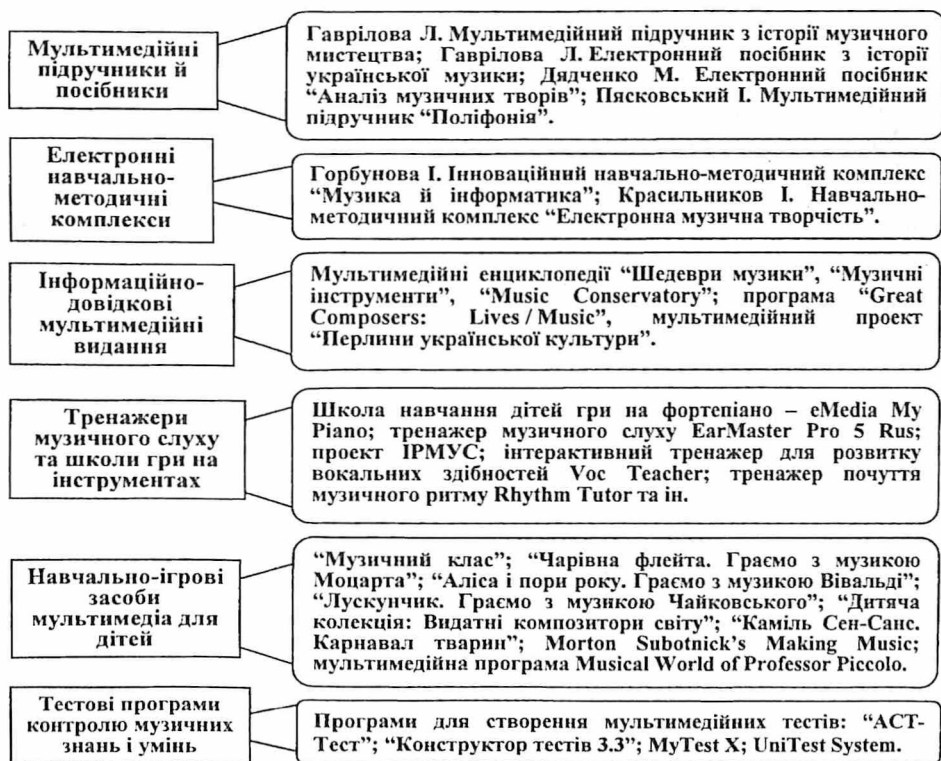 Мультимедійні
підручники й
посібники
Гаврілова Л. Мультимедійний підручник з історії музичного
мистецтва; Гаврілова Л. Електронний посібник з історії
української музики; Дядченко М. Електронний посібник
“Аналіз музичних творів”; Пясковський І. Мультимедійний
підручник “Поліфонія”.
Електронні
навчально-
методичні
комплекси
Горбунова І. Інноваційний навчально-методичний комплекс
“Музика й інформатика”; Красильников І. Навчально-
методичний комплекс “Електронна музична творчість”.
Інформаційно-
довідкові
мультимедійні
видання
Мультимедійні енциклопедії “Шедеври музики”, “Музичні
інструменти”, “Music Conservatory”; програма “Great
Composers: Lives / Music”, мультимедійний проект
“Перлини української культури”.
Тренажери
музичного слуху
та школи гри на
інструментах
Школа навчання дітей гри на фортепіано – eMedia My
Piano; тренажер музичного слуху EarMaster Pro 5 Rus;
проект ІРМУС; інтерактивний тренажер для розвитку
вокальних здібностей Voc Teacher; тренажер почуття
музичного ритму Rhythm Tutor та ін.
Навчально-ігрові
засоби
мультимедіа для
дітей
“Музичний клас”; “Чарівна флейта. Граємо з музикою
Моцарта”; “Аліса і пори року. Граємо з музикою Вівальді”;
“Лускунчик. Граємо з музикою Чайковського”; “Дитяча
колекція: Видатні композитори світу”; “Каміль Сен-Санс.
Карнавал тварин”; Morton Subotnick’s Making Music;
мультимедійна програма Musical World of Professor Piccolo.
Тестові програми
контролю музичних
знань і умінь
Програми для створення мультимедійних тестів: “АСТ-
Тест”; “Конструктор тестів 3.3”; MyTest X; UniTest System.